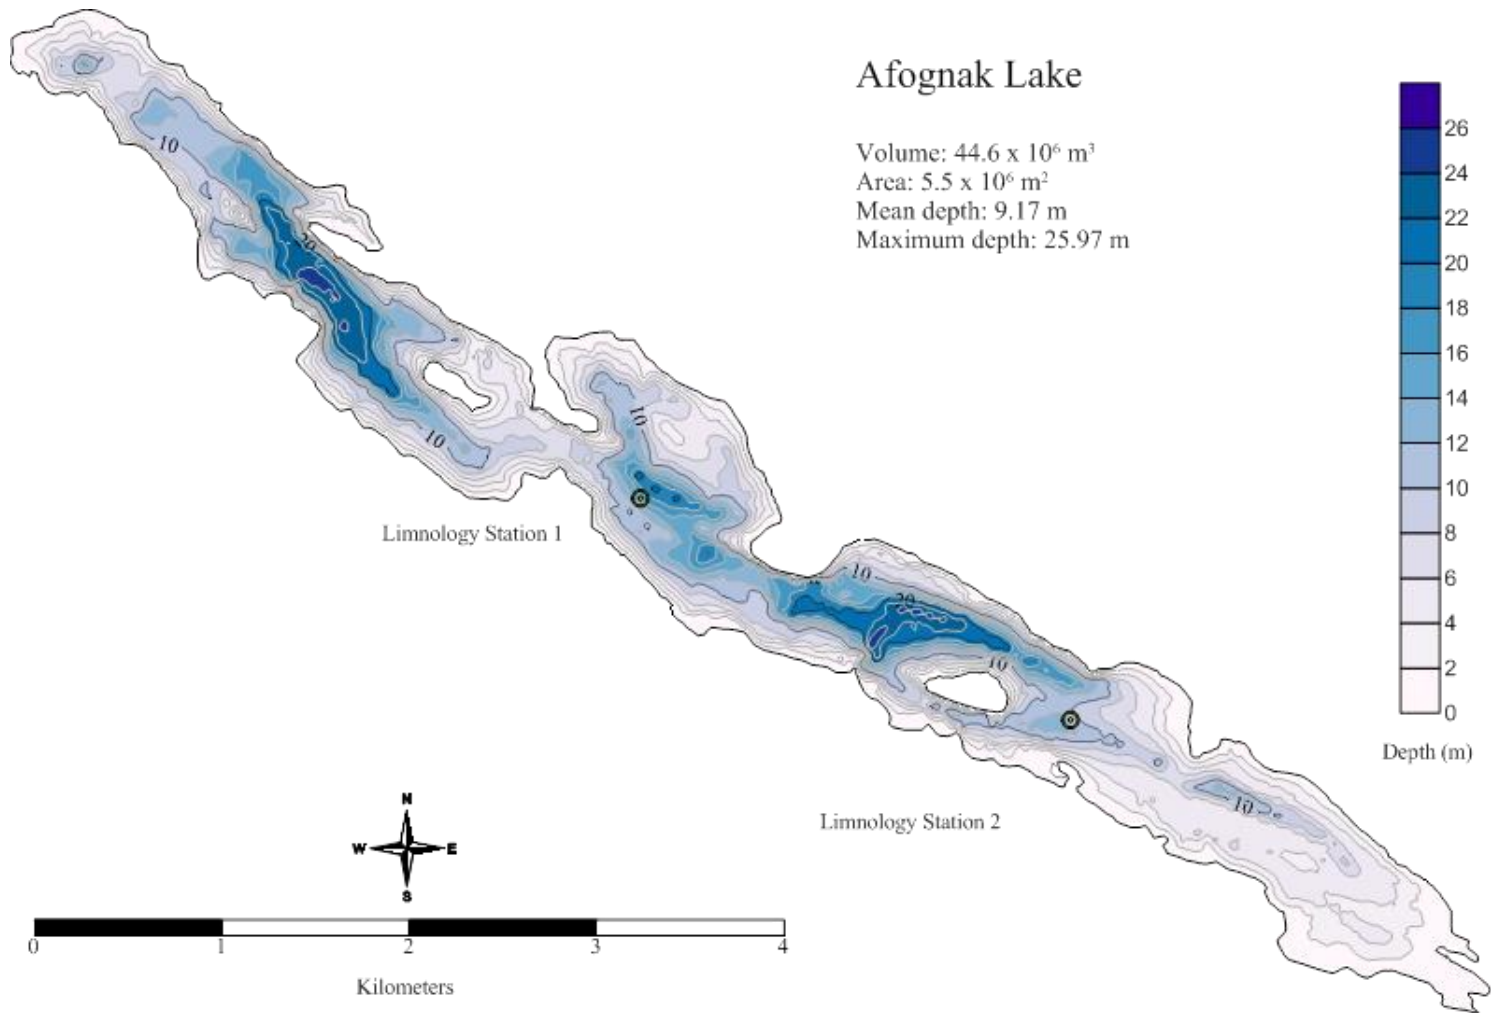 Afognak Lake
Volume: 44.6 x 10⁶ m³
Area: 5.5 x 10⁶ m²
Mean depth: 9.17 m
Maximum depth: 25.97 m
26
24
22
20
18
16
14
12
10
8
6
4
2
0
Depth (m)
10
20
10
10
10
20
10
10
Limnology Station 1
Limnology Station 2
N
W E
S
0 1 2 3 4
Kilometers